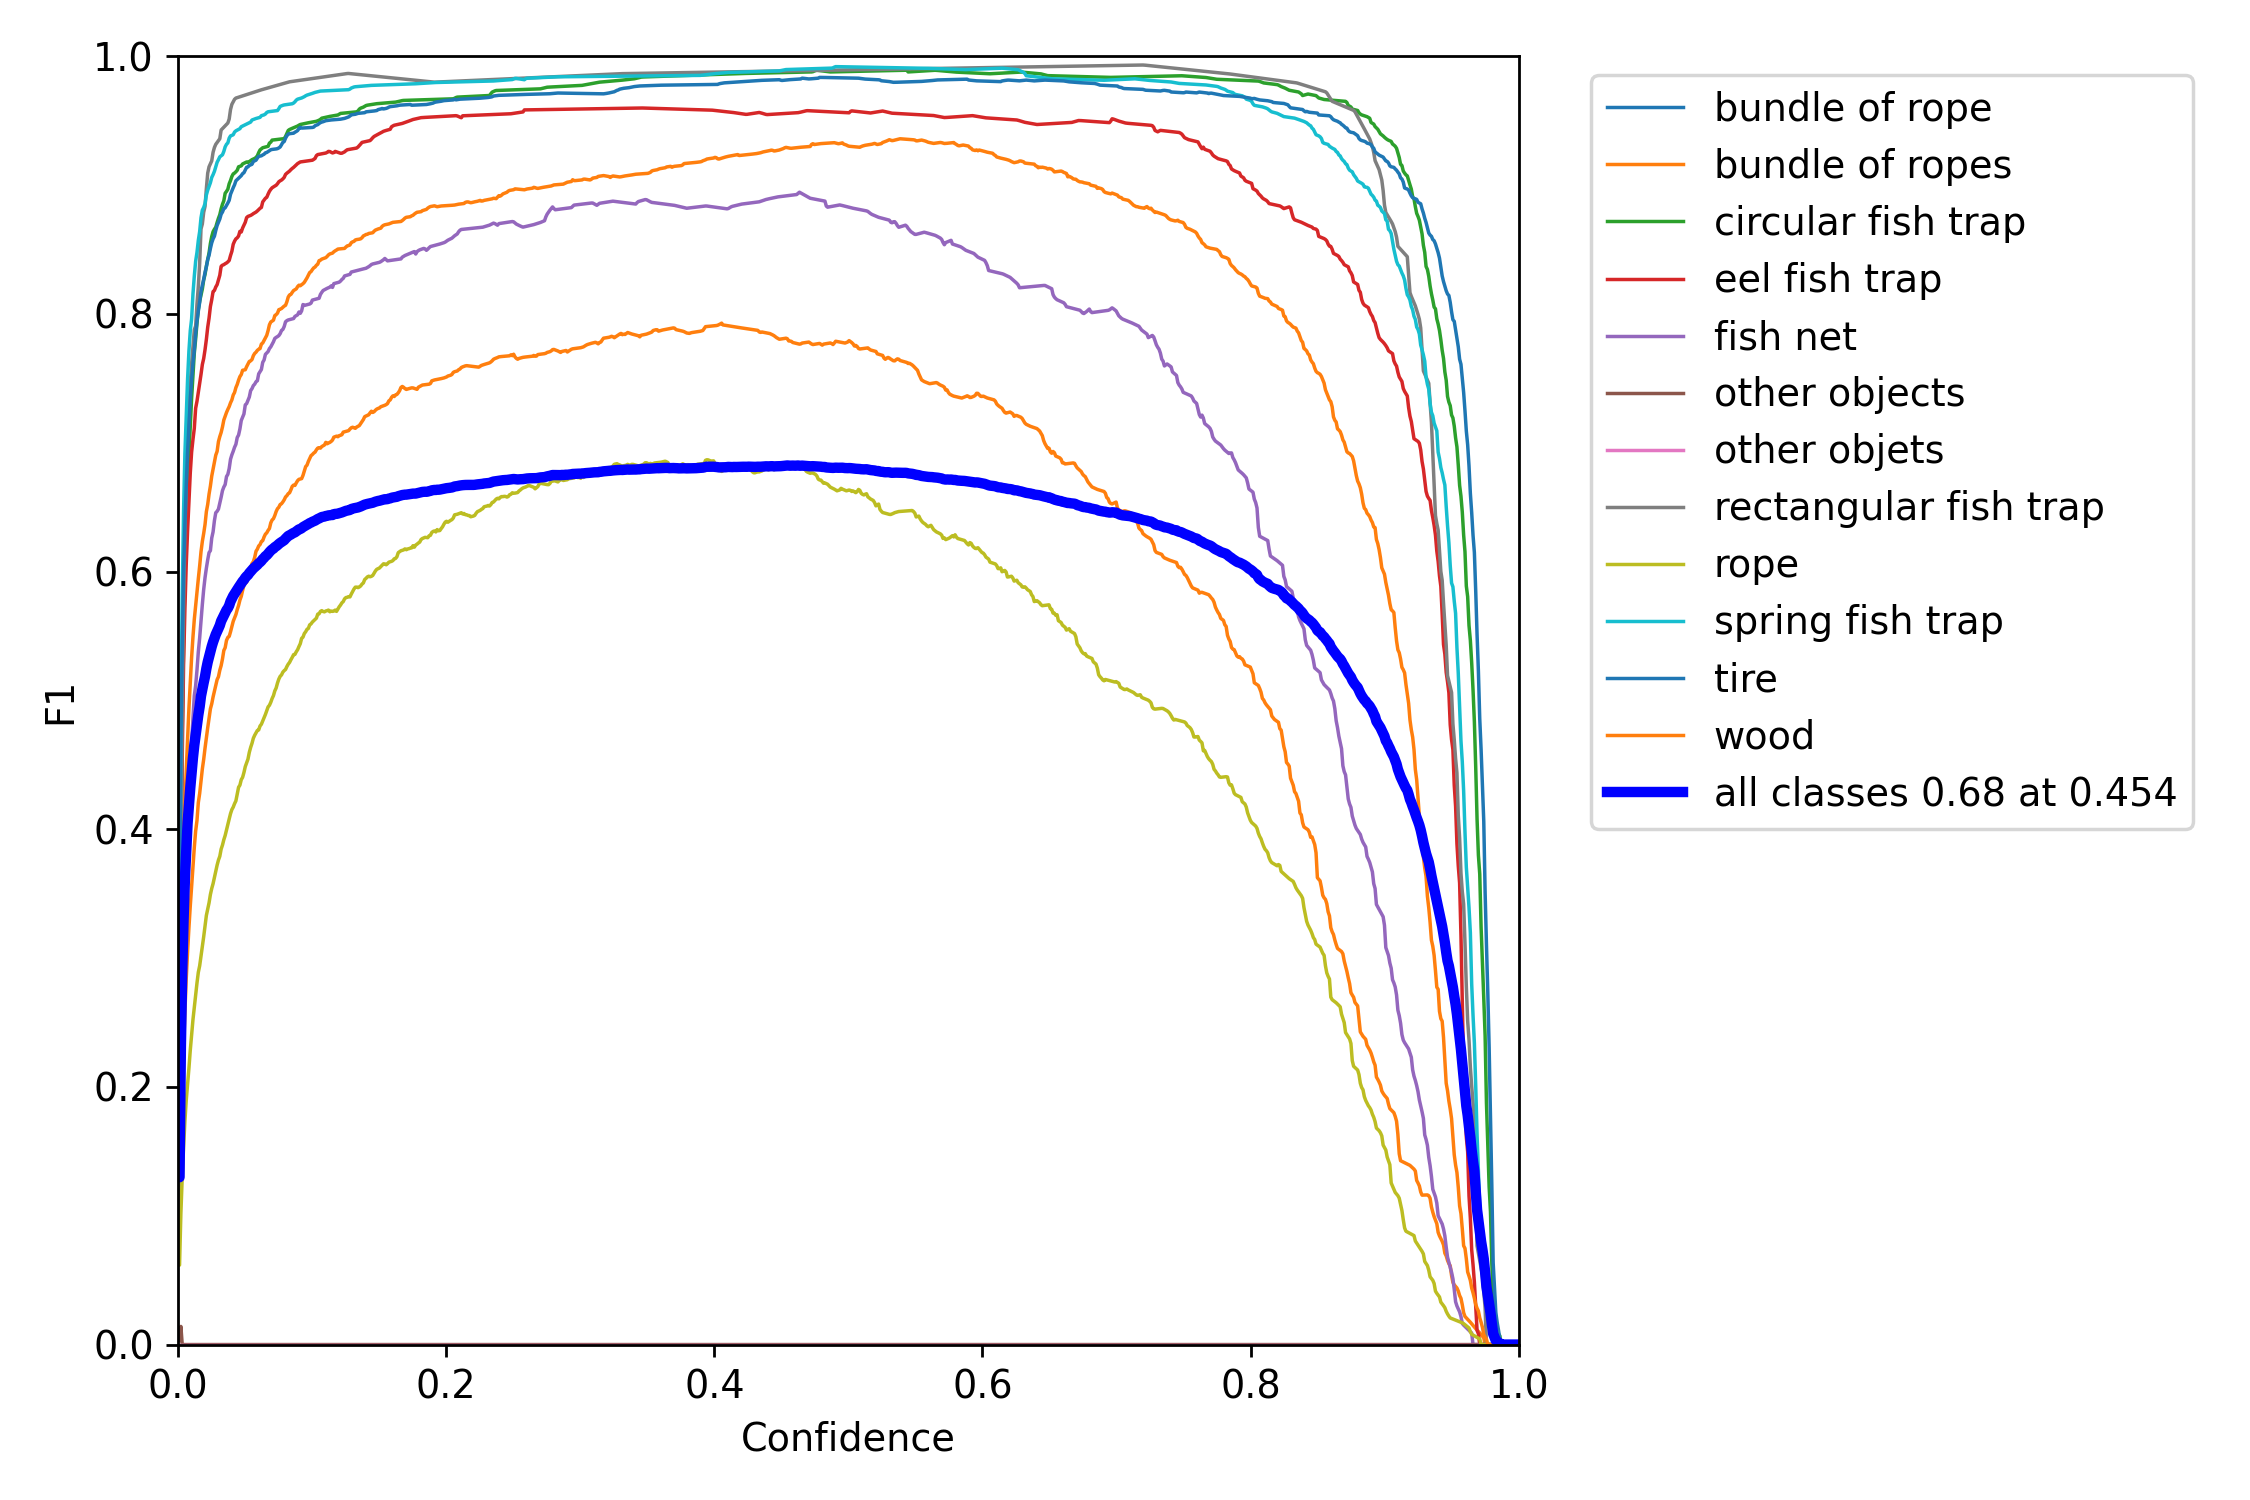 1.0
0.8
0.6
0.4
0.2
0.0
F1
0.0 0.2 0.4 0.6 0.8 1.0
Confidence
bundle of rope
bundle of ropes
circular fish trap
eel fish trap
fish net
other objects
other objets
rectangular fish trap
rope
spring fish trap
tire
wood
all classes 0.68 at 0.454